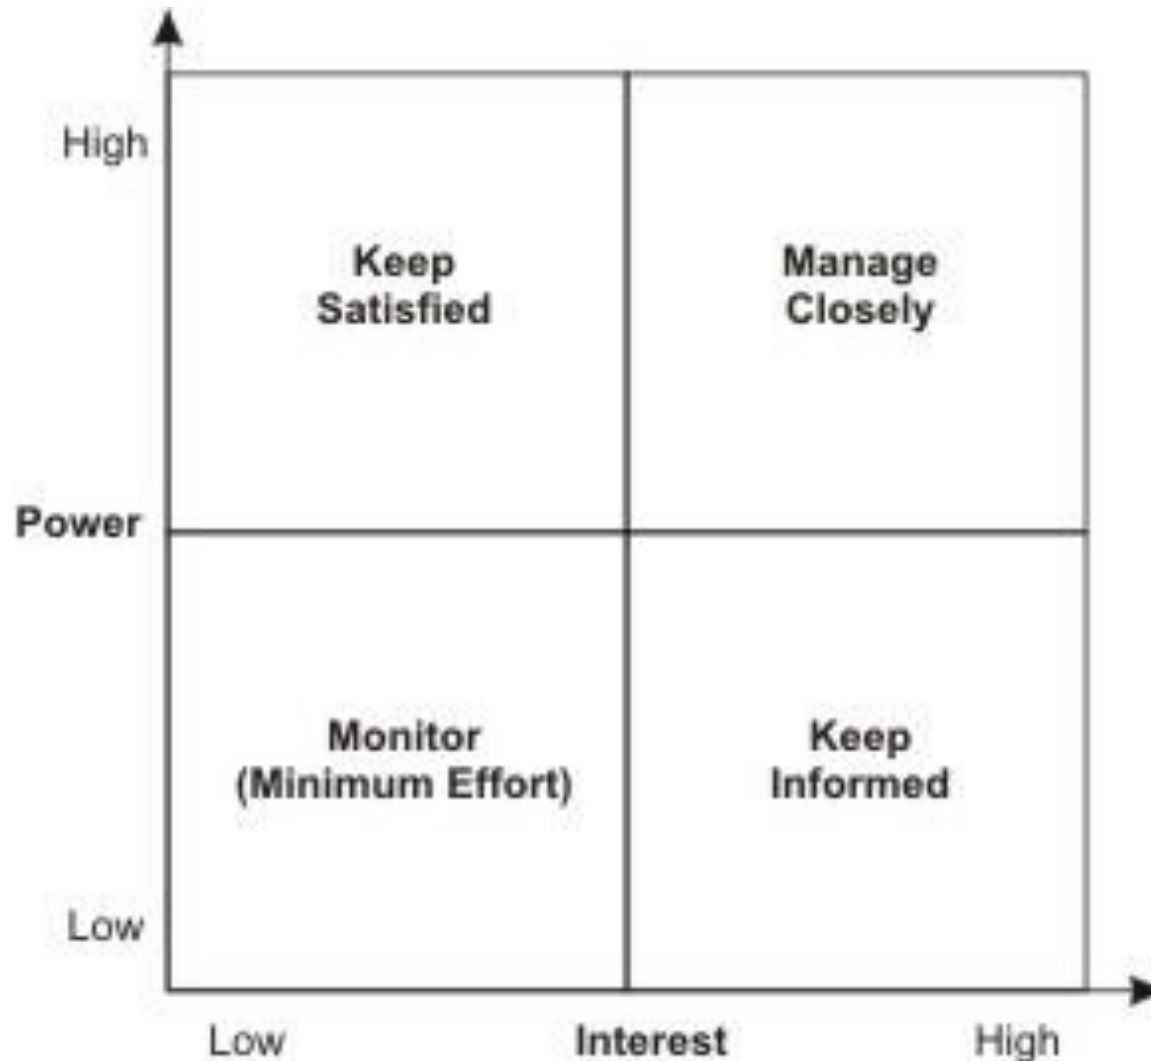 High
Keep
Satisfied
Manage
Closely
Power
Monitor
(Minimum Effort)
Keep
Informed
Low
Low
Interest
High